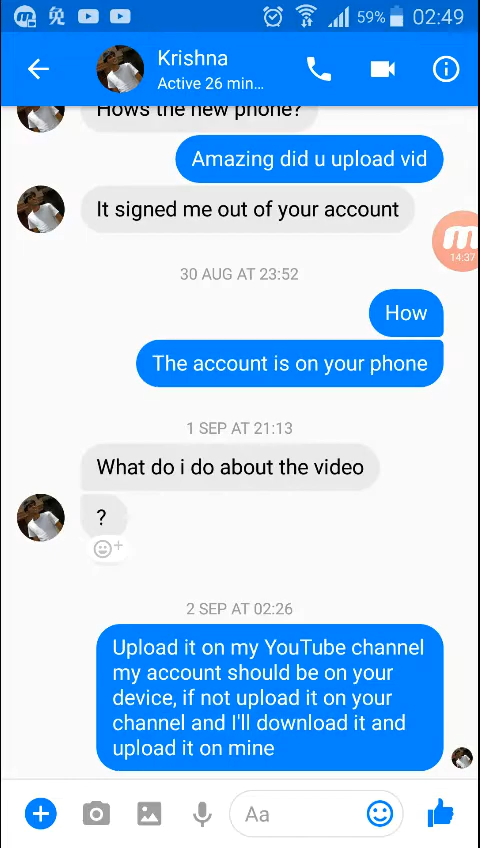 免
59%
02:49
Krishna
Active 26 min...
Hows the new phone?
Amazing did u upload vid
It signed me out of your account
14:37
30 AUG AT 23:52
How
The account is on your phone
1 SEP AT 21:13
What do i do about the video
?
2 SEP AT 02:26
Upload it on my YouTube channel
my account should be on your
device, if not upload it on your
channel and I'll download it and
upload it on mine
Aa